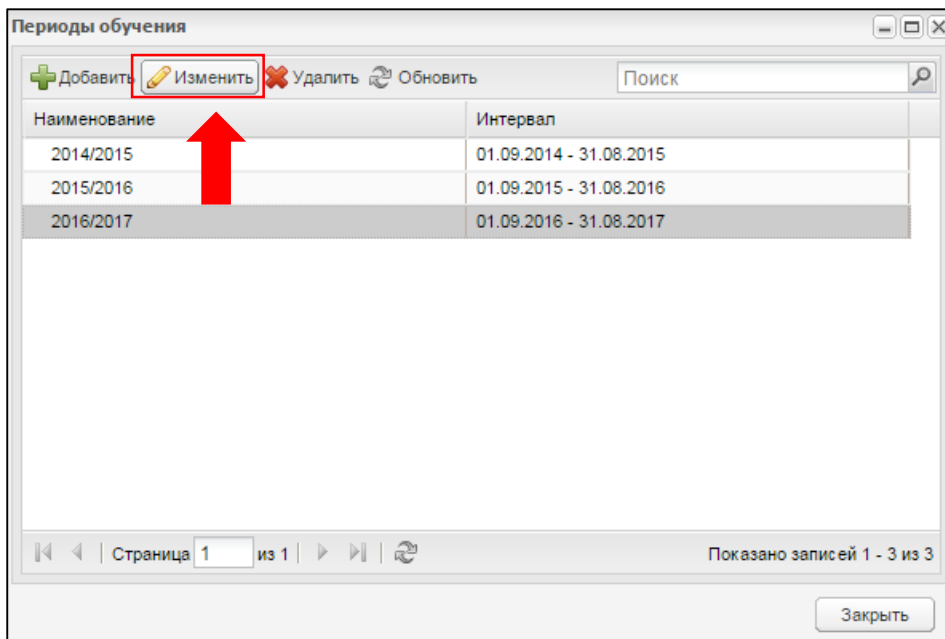 Периоды обучения
Добавить Изменить Удалить Обновить Поиск
Наименование Интервал
2014/2015 01.09.2014 - 31.08.2015
2015/2016 01.09.2015 - 31.08.2016
2016/2017 01.09.2016 - 31.08.2017
Страница 1 из 1 Показано записей 1 - 3 из 3
Закрыть